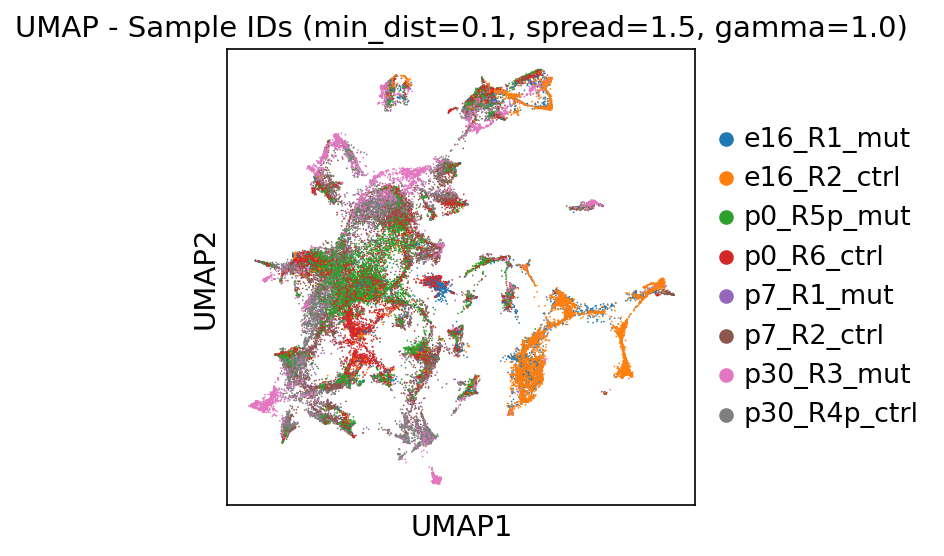 UMAP - Sample IDs (min_dist=0.1, spread=1.5, gamma=1.0)
e16_R1_mut
e16_R2_ctrl
p0_R5p_mut
p0_R6_ctrl
p7_R1_mut
p7_R2_ctrl
p30_R3_mut
p30_R4p_ctrl
UMAP2
UMAP1